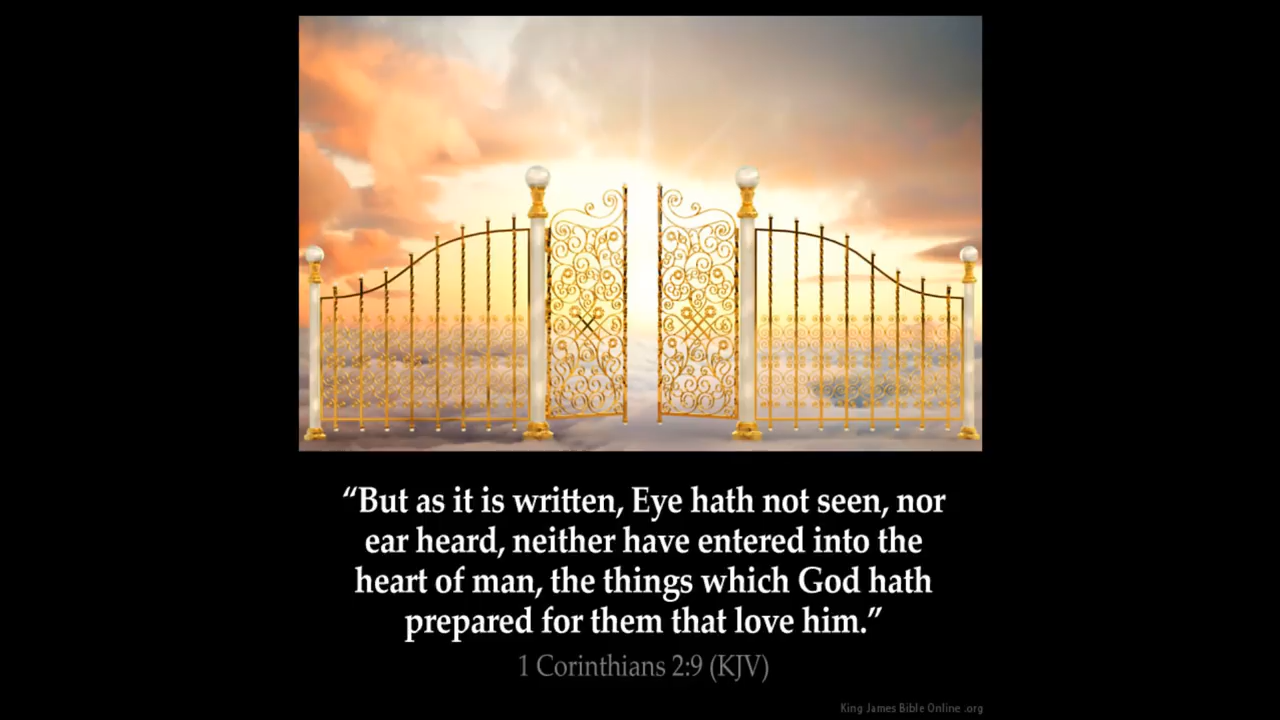 “But as it is written, Eye hath not seen, nor
ear heard, neither have entered into the
heart of man, the things which God hath
prepared for them that love him.”
1 Corinthians 2:9 (KJV)
King James Bible Online .org